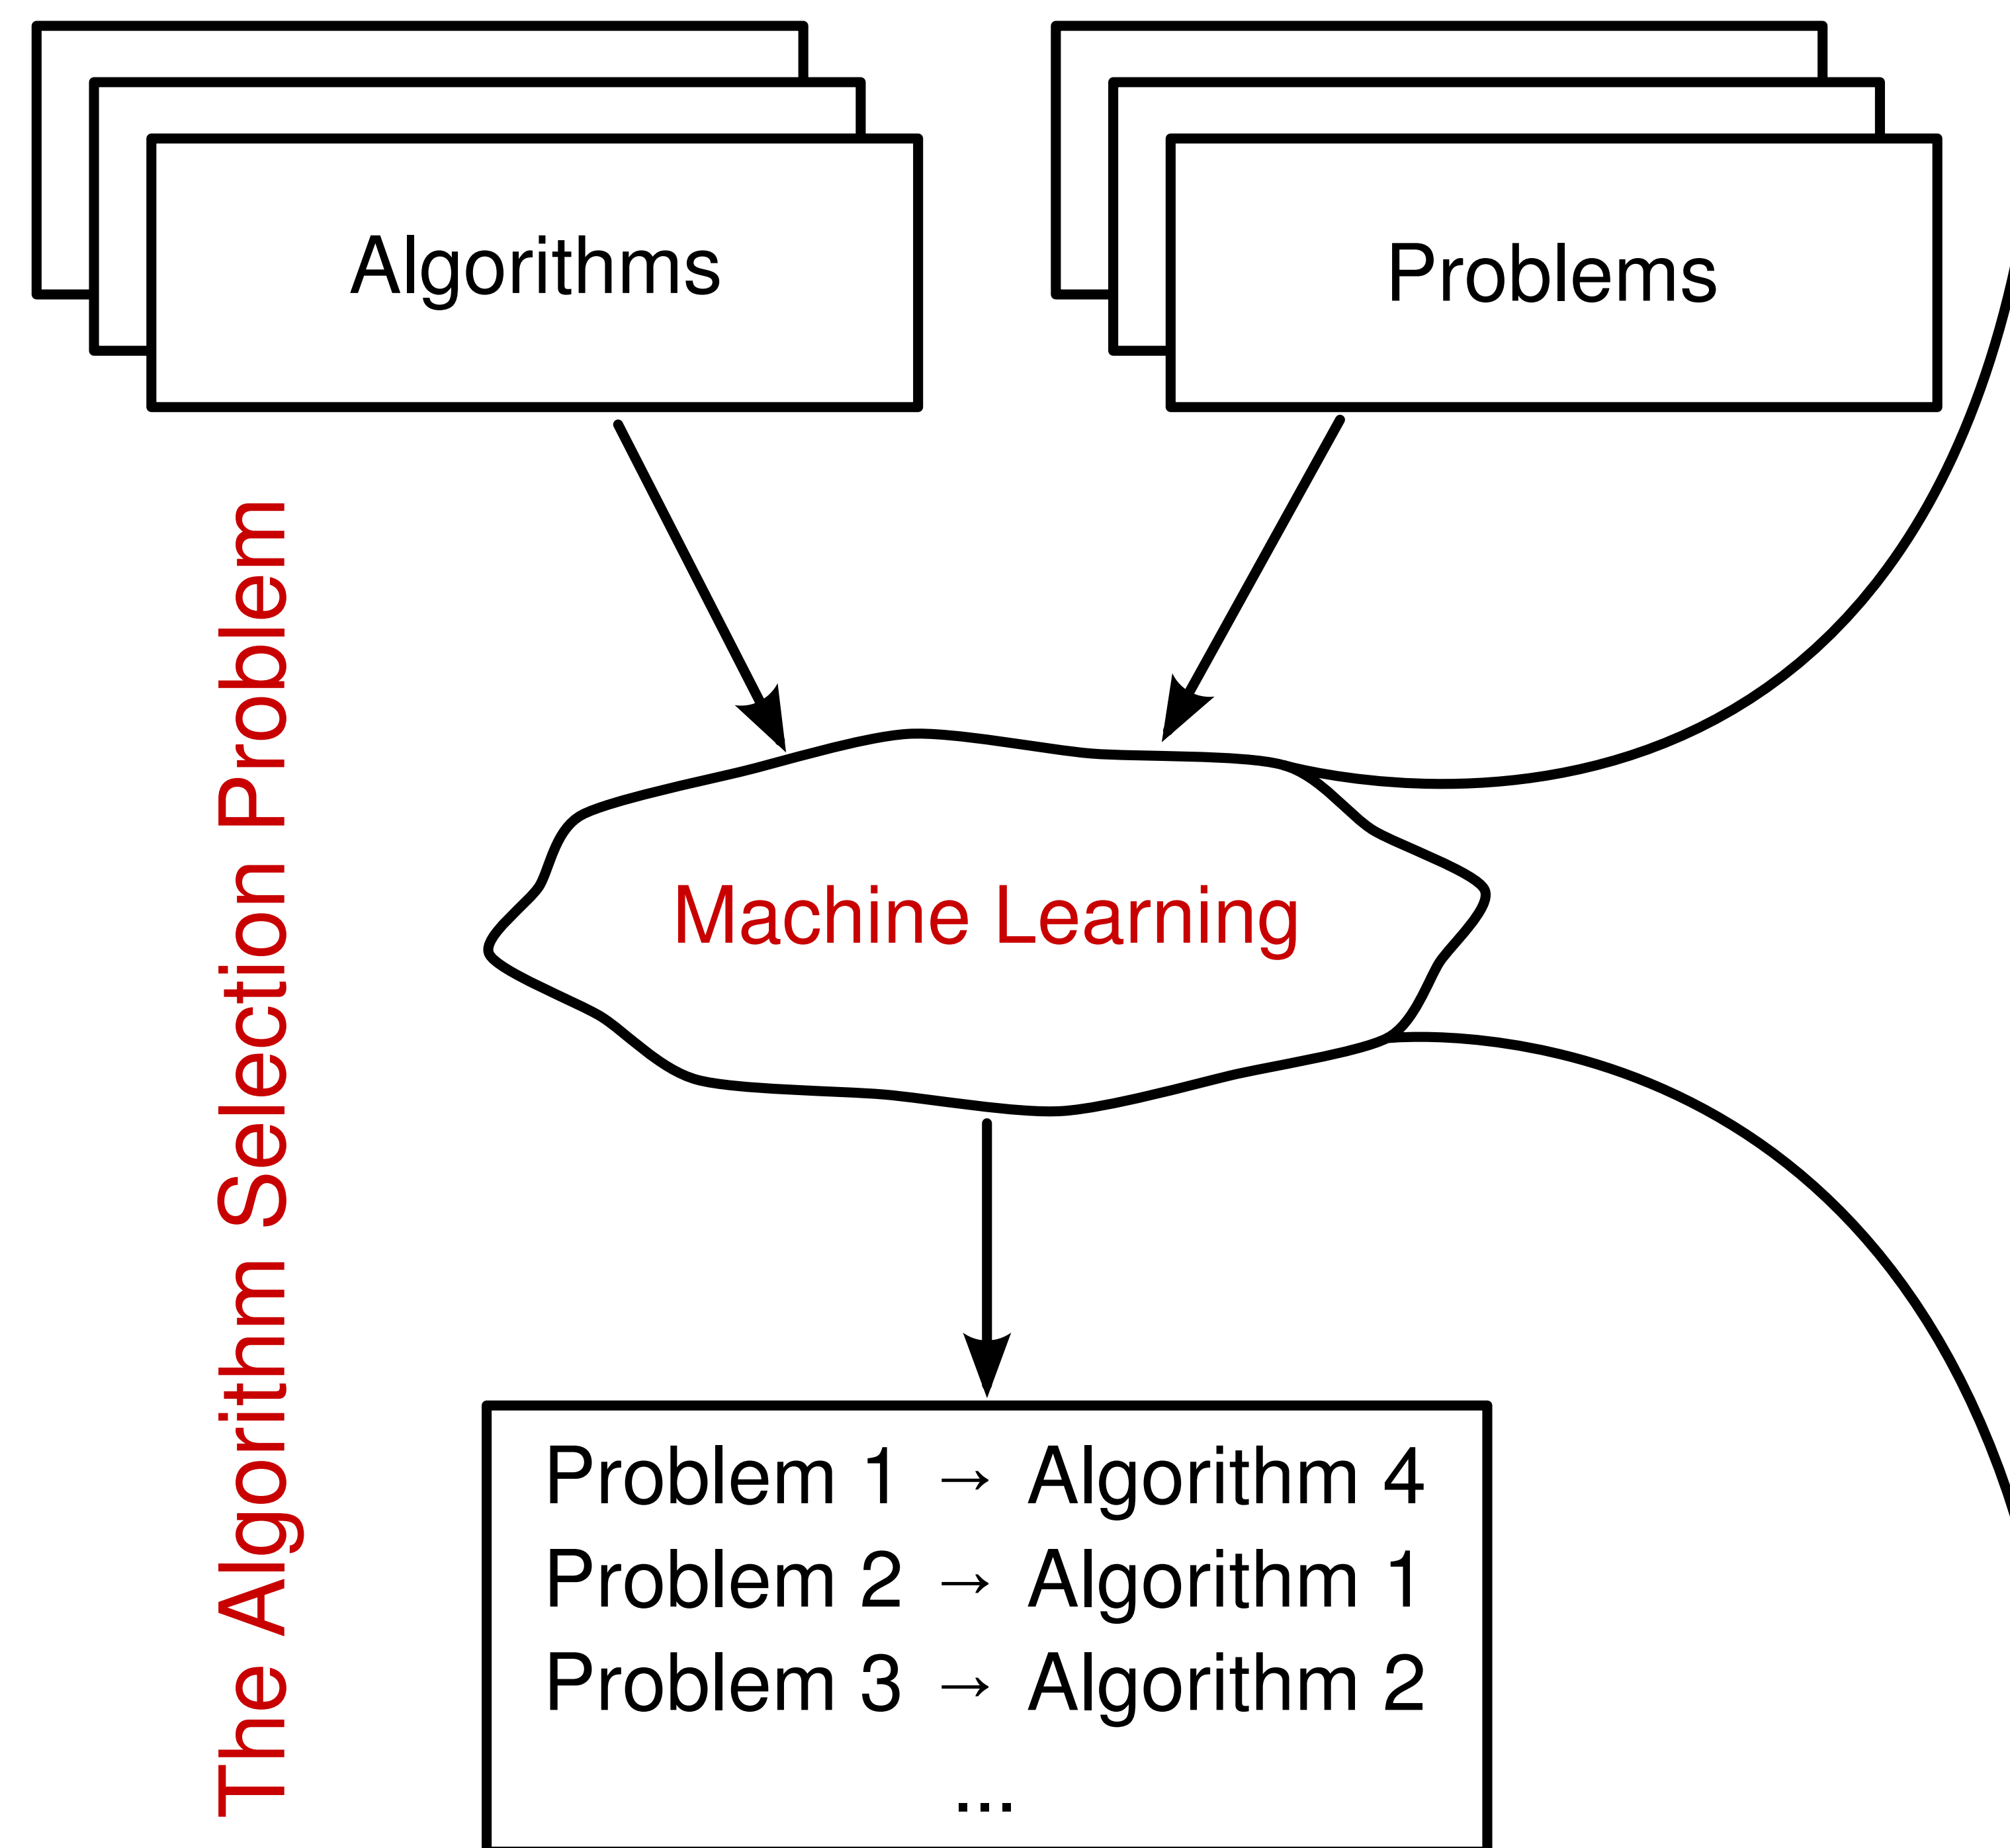 Algorithms
Problems
The Algorithm Selection Problem
Machine Learning
Problem 1 → Algorithm 4
Problem 2 → Algorithm 1
Problem 3 → Algorithm 2
...